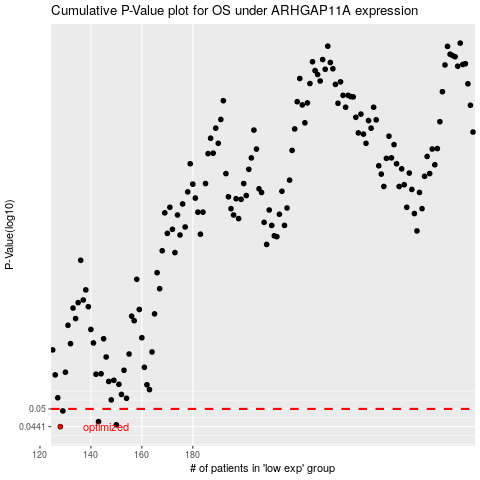 Cumulative P-Value plot for OS under ARHGAP11A expression
P-Value(log10)
0.05
0.0441
optimized
120 140 160 180
# of patients in 'low exp' group